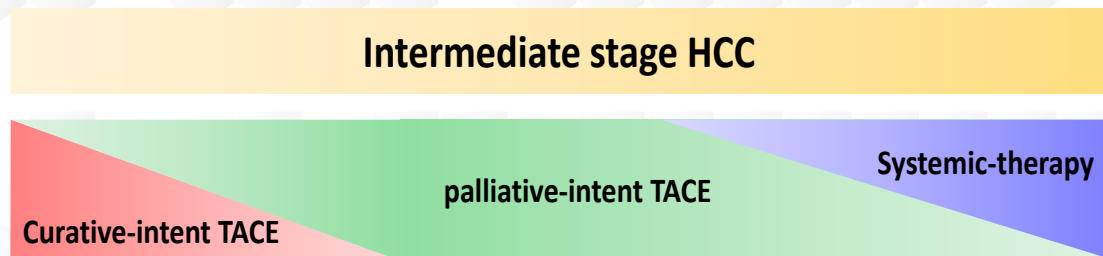 Intermediate stage HCC
Systemic-therapy
palliative-intent TACE
Curative-intent TACE